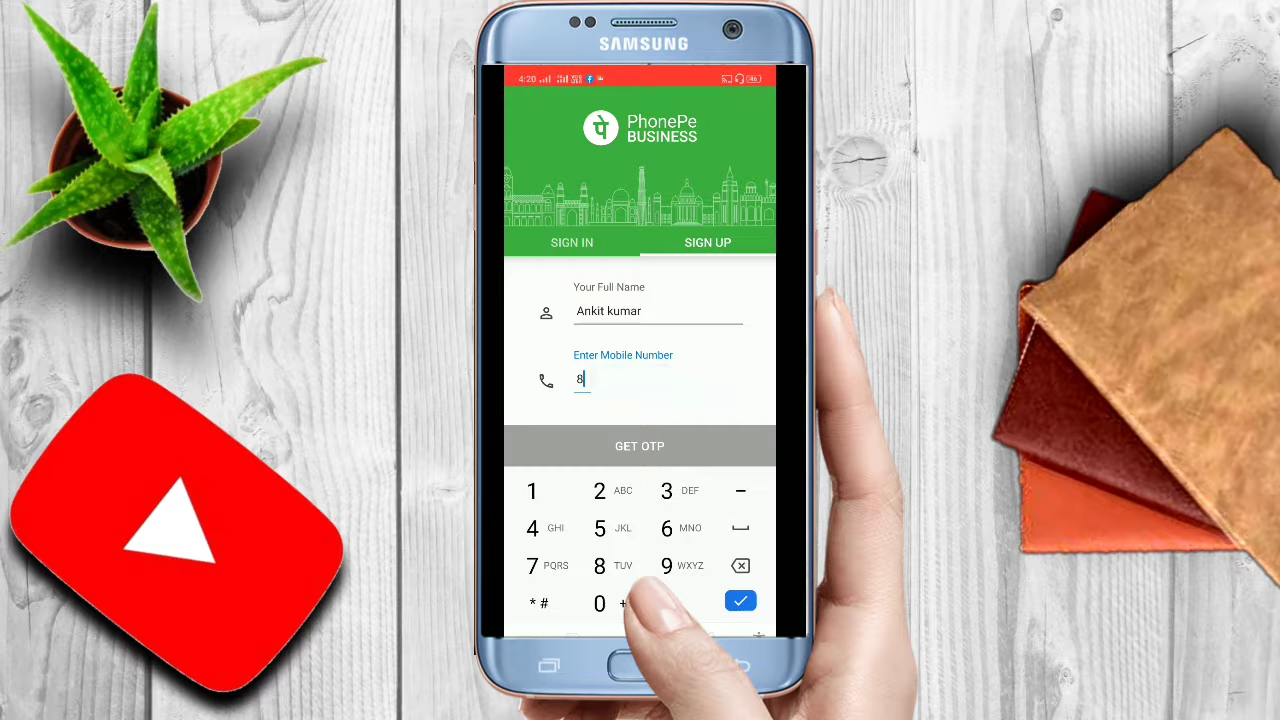 SAMSUNG
4:20
पे PhonePe
BUSINESS
SIGN IN SIGN UP
Your Full Name
Ankit kumar
Enter Mobile Number
8
GET OTP
1 2 ABC 3 DEF -
4 GHI 5 JKL 6 MNO
7 PQRS 8 TUV 9 WXYZ
* # 0 +